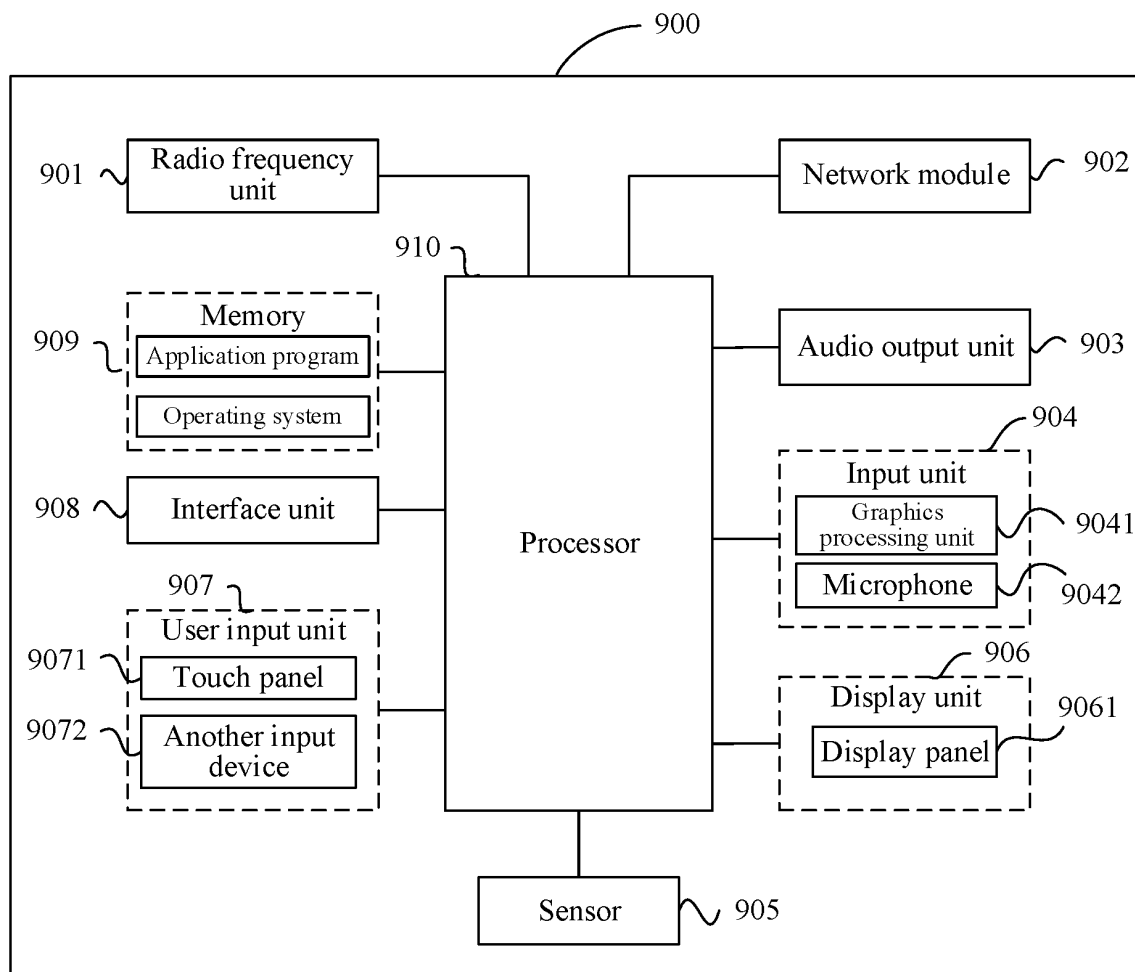 900
901
Radio frequency
unit
Network module
902
910
909
Memory
Application program
Operating system
Audio output unit
903
904
908
Interface unit
Processor
Input unit
Graphics
processing unit
9041
Microphone
9042
907
User input unit
9071
Touch panel
9072
Another input
device
906
Display unit
9061
Display panel
Sensor
905